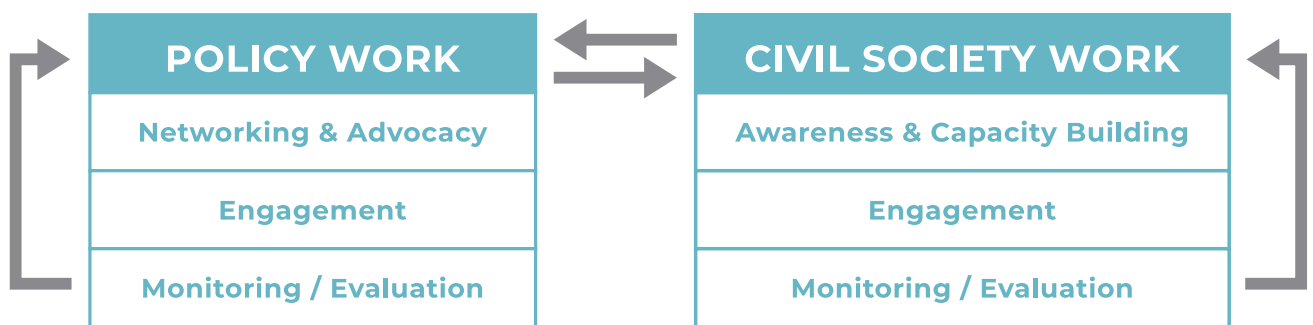 POLICY WORK
Networking & Advocacy
Engagement
Monitoring / Evaluation
CIVIL SOCIETY WORK
Awareness & Capacity Building
Engagement
Monitoring / Evaluation